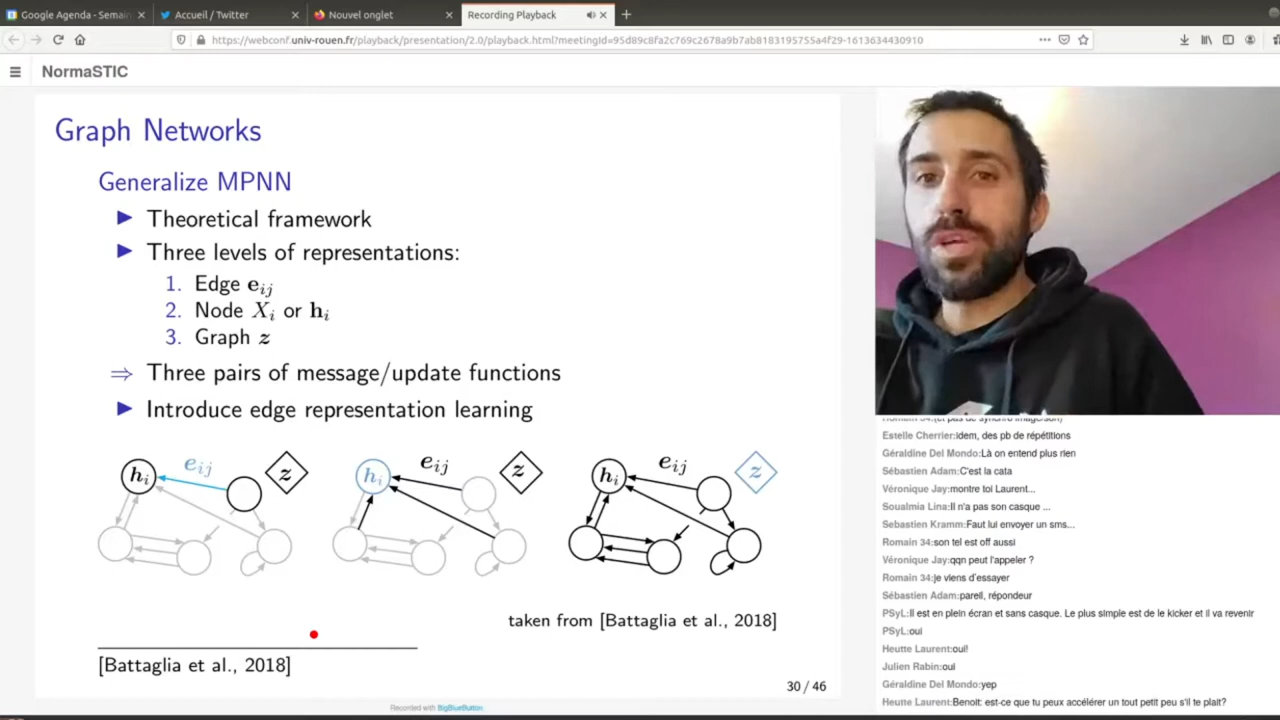 Google Agenda - Semain
Accueil / Twitter
Nouvel onglet
Recording Playback
https://webconf.univ-rouen.fr/playback/presentation/2.0/playback.html?meetingId=95d89c8fa2c769c2678a9b7ab8183195755a4f29-1613634430910
NormaSTIC
Graph Networks
Generalize MPNN
▶ Theoretical framework
▶ Three levels of representations:
1. Edge e_ij
2. Node X_i or h_i
3. Graph z
⇒ Three pairs of message/update functions
▶ Introduce edge representation learning
h_i e_ij z
h_i e_ij z
h_i e_ij z
taken from [Battaglia et al., 2018]
[Battaglia et al., 2018]
30 / 46
Recorded with BigBlueButton.
Romain 34:(et pas de synchro image/son)
Estelle Cherrier:idem, des pb de répétitions
Géraldine Del Mondo:Là on entend plus rien
Sébastien Adam:C'est la cata
Véronique Jay:montre toi Laurent...
Soualmia Lina:Il n'a pas son casque ...
Sebastien Kramm:Faut lui envoyer un sms...
Romain 34:son tel est off aussi
Véronique Jay:qqn peut l'appeler ?
Romain 34:je viens d'essayer
Sébastien Adam:pareil, répondeur
PSyL:Il est en plein écran et sans casque. Le plus simple est de le kicker et il va revenir
PSyL:oui
Heutte Laurent:oui!
Julien Rabin:oui
Géraldine Del Mondo:yep
Heutte Laurent:Benoit: est-ce que tu peux accélérer un tout petit peu s'il te plait?